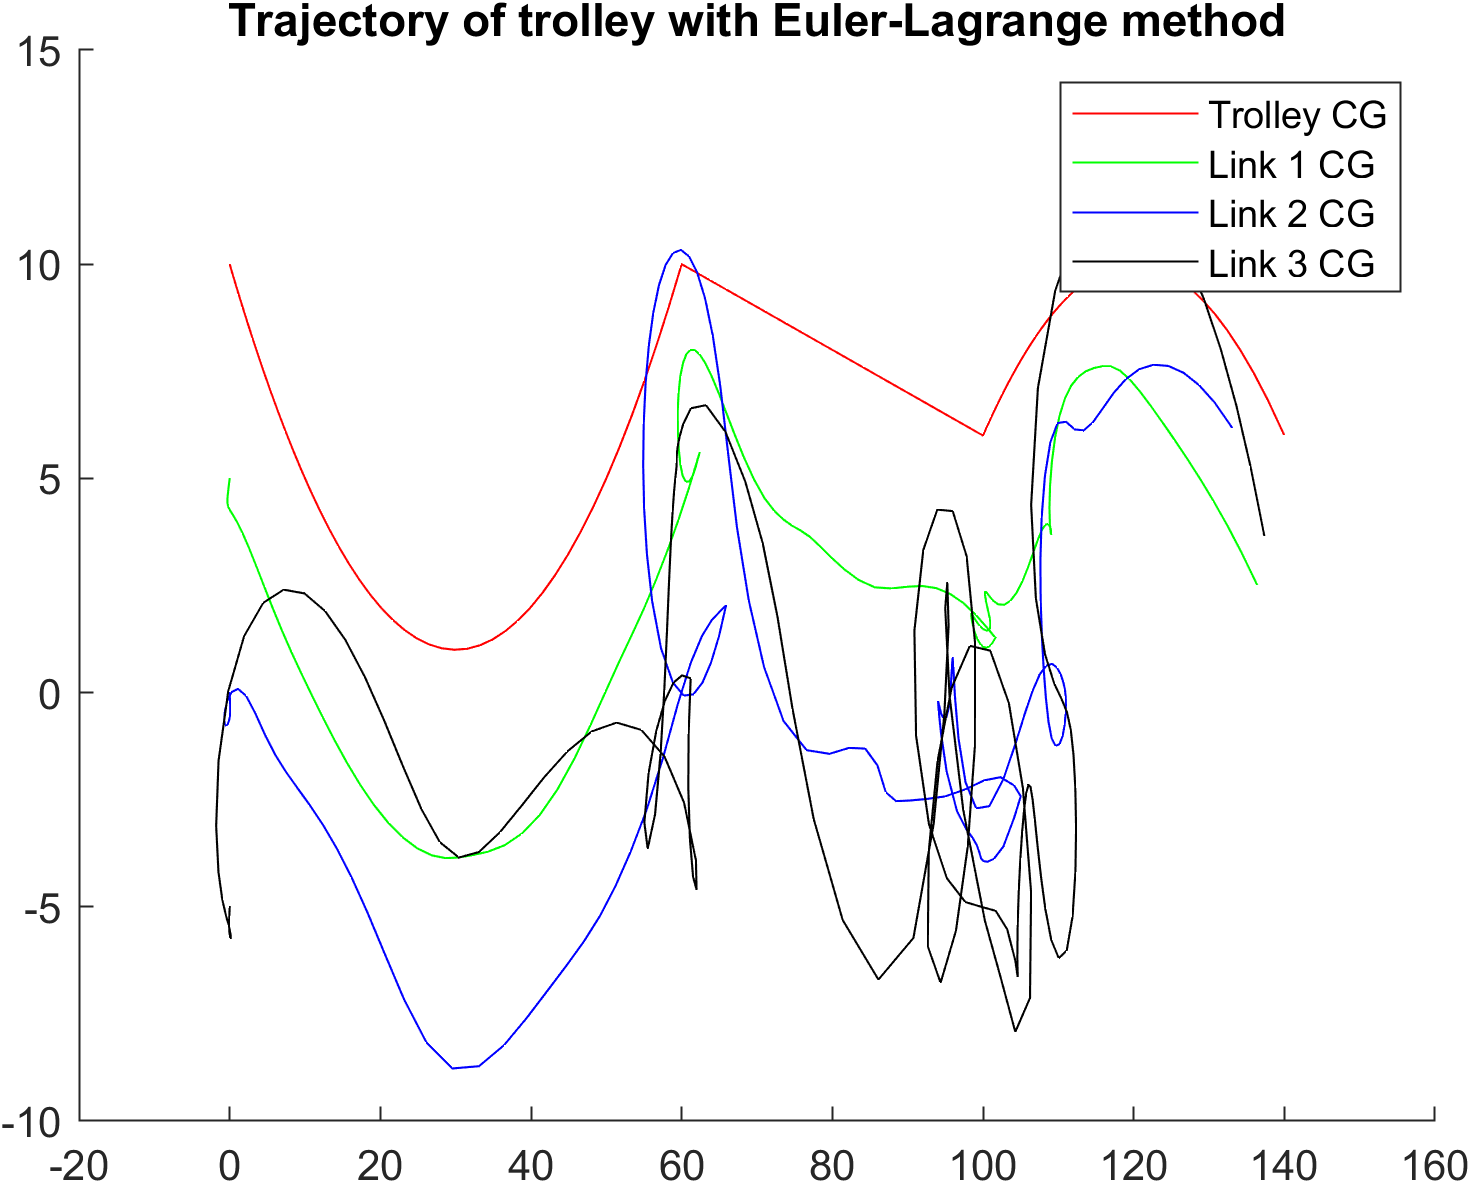 Trajectory of trolley with Euler-Lagrange method
15
10
5
0
-5
-10
Trolley CG
Link 1 CG
Link 2 CG
Link 3 CG
-20 0 20 40 60 80 100 120 140 160